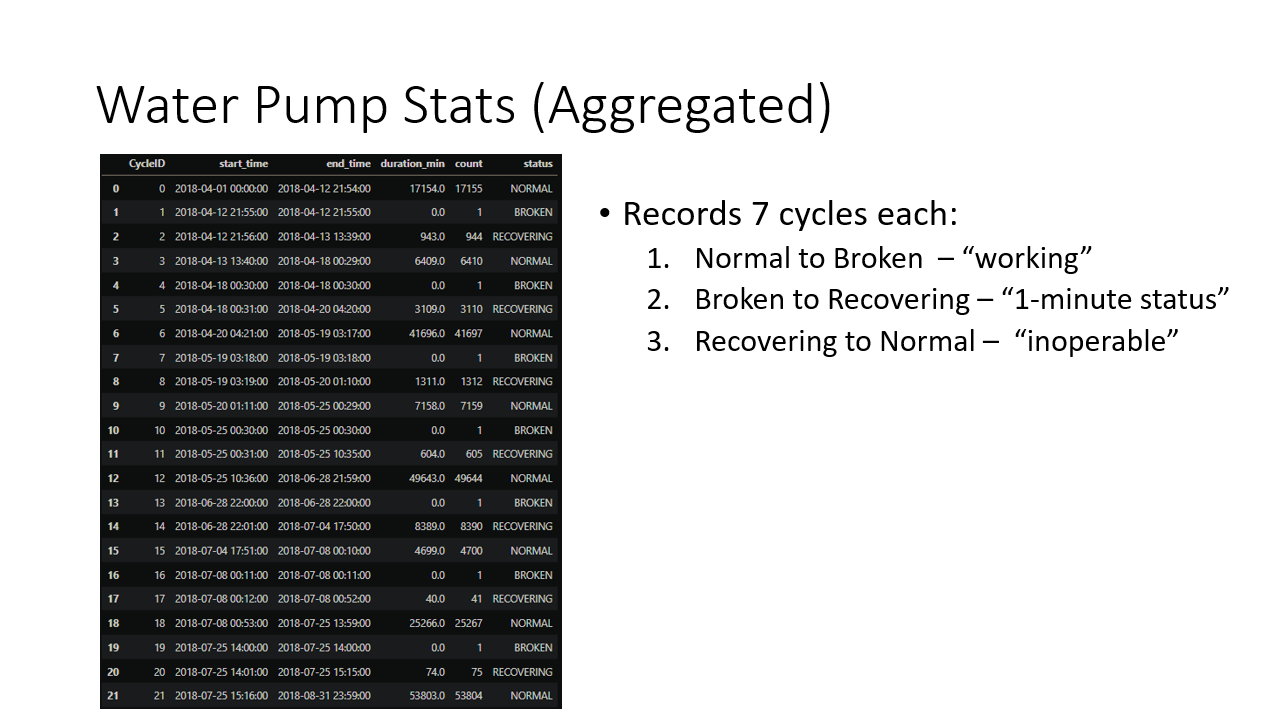 Water Pump Stats (Aggregated)
CycleID start_time end_time duration_min count status
0 0 2018-04-01 00:00:00 2018-04-12 21:54:00 17154.0 17155 NORMAL
1 1 2018-04-12 21:55:00 2018-04-12 21:55:00 0.0 1 BROKEN
2 2 2018-04-12 21:56:00 2018-04-13 13:39:00 943.0 944 RECOVERING
3 3 2018-04-13 13:40:00 2018-04-18 00:29:00 6409.0 6410 NORMAL
4 4 2018-04-18 00:30:00 2018-04-18 00:30:00 0.0 1 BROKEN
5 5 2018-04-18 00:31:00 2018-04-20 04:20:00 3109.0 3110 RECOVERING
6 6 2018-04-20 04:21:00 2018-05-19 03:17:00 41696.0 41697 NORMAL
7 7 2018-05-19 03:18:00 2018-05-19 03:18:00 0.0 1 BROKEN
8 8 2018-05-19 03:19:00 2018-05-20 01:10:00 1311.0 1312 RECOVERING
9 9 2018-05-20 01:11:00 2018-05-25 00:29:00 7158.0 7159 NORMAL
10 10 2018-05-25 00:30:00 2018-05-25 00:30:00 0.0 1 BROKEN
11 11 2018-05-25 00:31:00 2018-05-25 10:35:00 604.0 605 RECOVERING
12 12 2018-05-25 10:36:00 2018-06-28 21:59:00 49643.0 49644 NORMAL
13 13 2018-06-28 22:00:00 2018-06-28 22:00:00 0.0 1 BROKEN
14 14 2018-06-28 22:01:00 2018-07-04 17:50:00 8389.0 8390 RECOVERING
15 15 2018-07-04 17:51:00 2018-07-08 00:10:00 4699.0 4700 NORMAL
16 16 2018-07-08 00:11:00 2018-07-08 00:11:00 0.0 1 BROKEN
17 17 2018-07-08 00:12:00 2018-07-08 00:52:00 40.0 41 RECOVERING
18 18 2018-07-08 00:53:00 2018-07-25 13:59:00 25266.0 25267 NORMAL
19 19 2018-07-25 14:00:00 2018-07-25 14:00:00 0.0 1 BROKEN
20 20 2018-07-25 14:01:00 2018-07-25 15:15:00 74.0 75 RECOVERING
21 21 2018-07-25 15:16:00 2018-08-31 23:59:00 53803.0 53804 NORMAL
• Records 7 cycles each:
1. Normal to Broken – “working”
2. Broken to Recovering – “1-minute status”
3. Recovering to Normal – “inoperable”